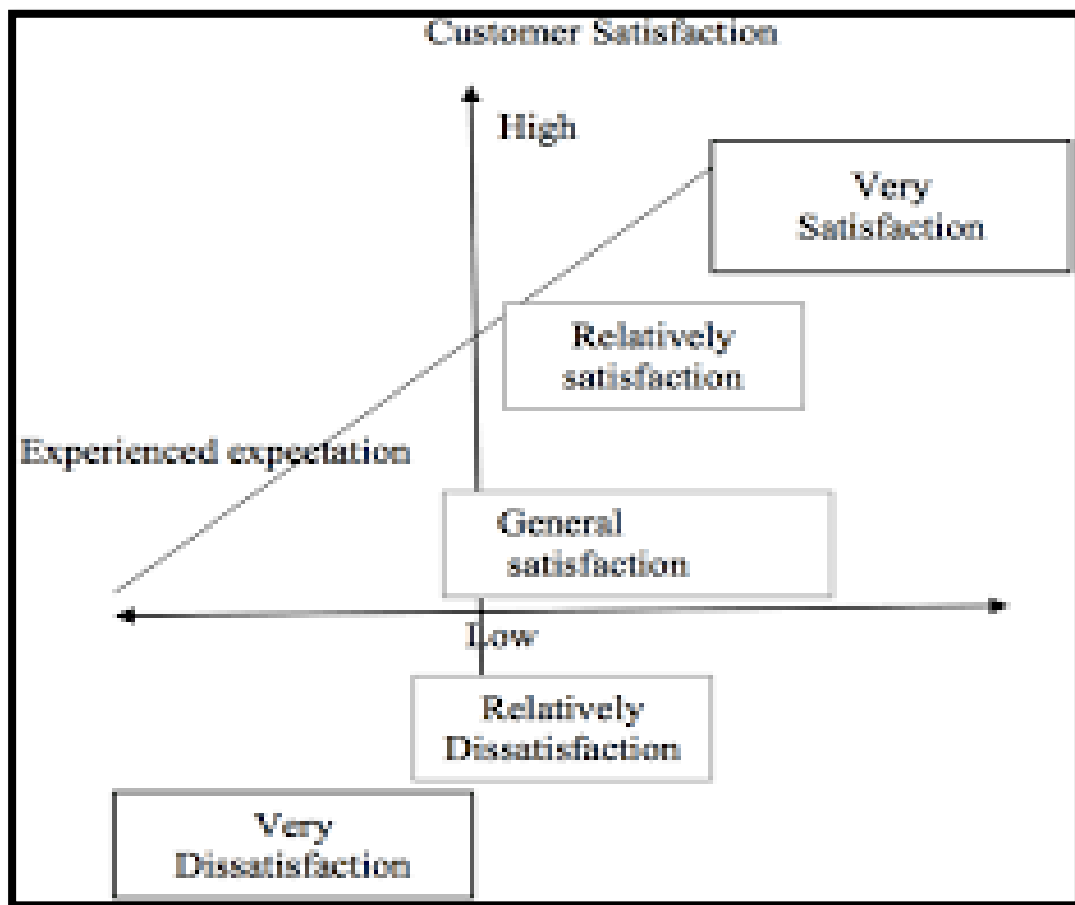 Customer Satisfaction
High
Very
Satisfaction
Relatively
satisfaction
Experienced expectation
General
satisfaction
Low
Relatively
Dissatisfaction
Very
Dissatisfaction